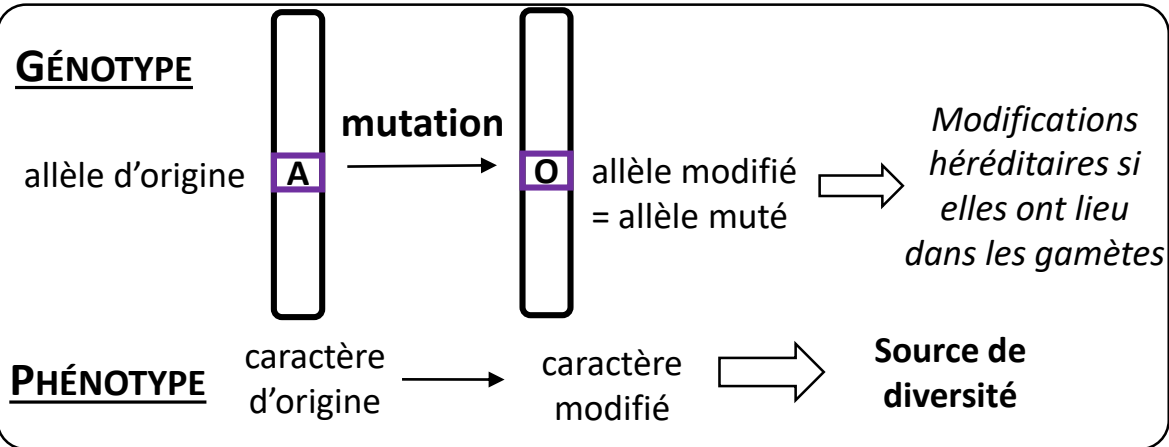 GÉNOTYPE
allèle d'origine
A
mutation
O
allèle modifié
= allèle muté
Modifications
héréditaires si
elles ont lieu
dans les gamètes
PHÉNOTYPE
caractère
d'origine
caractère
modifié
Source de
diversité